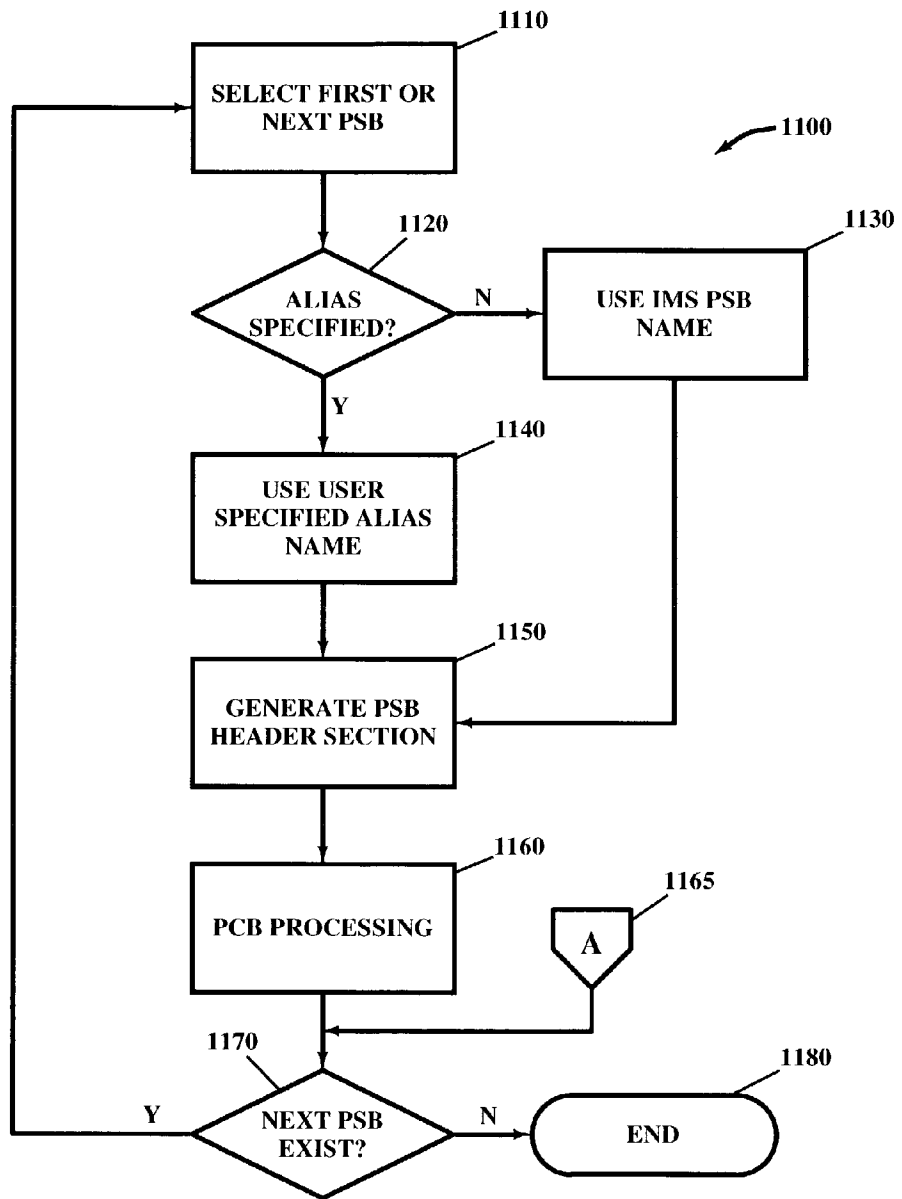 1110
SELECT FIRST OR
NEXT PSB
1100
1120
ALIAS
SPECIFIED?
N
1130
USE IMS PSB
NAME
Y
1140
USE USER
SPECIFIED ALIAS
NAME
1150
GENERATE PSB
HEADER SECTION
1160
PCB PROCESSING
1165
A
1170
NEXT PSB
EXIST?
Y
N
1180
END